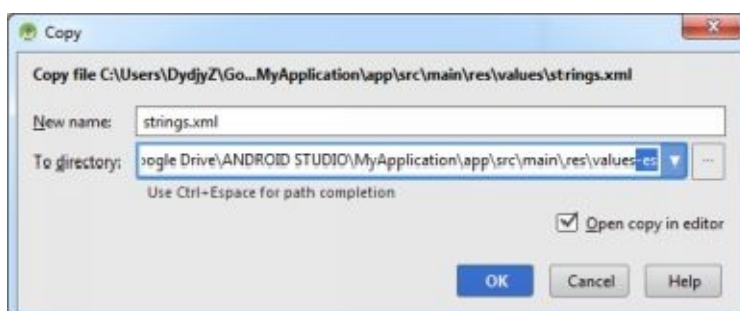 Copy
Copy file C:\Users\DydjyZ\Go...MyApplication\app\src\main\res\values\strings.xml
New name: strings.xml
To directory: oogle Drive\ANDROID STUDIO\MyApplication\app\src\main\res\values-es
Use Ctrl+Espace for path completion
Open copy in editor
OK Cancel Help